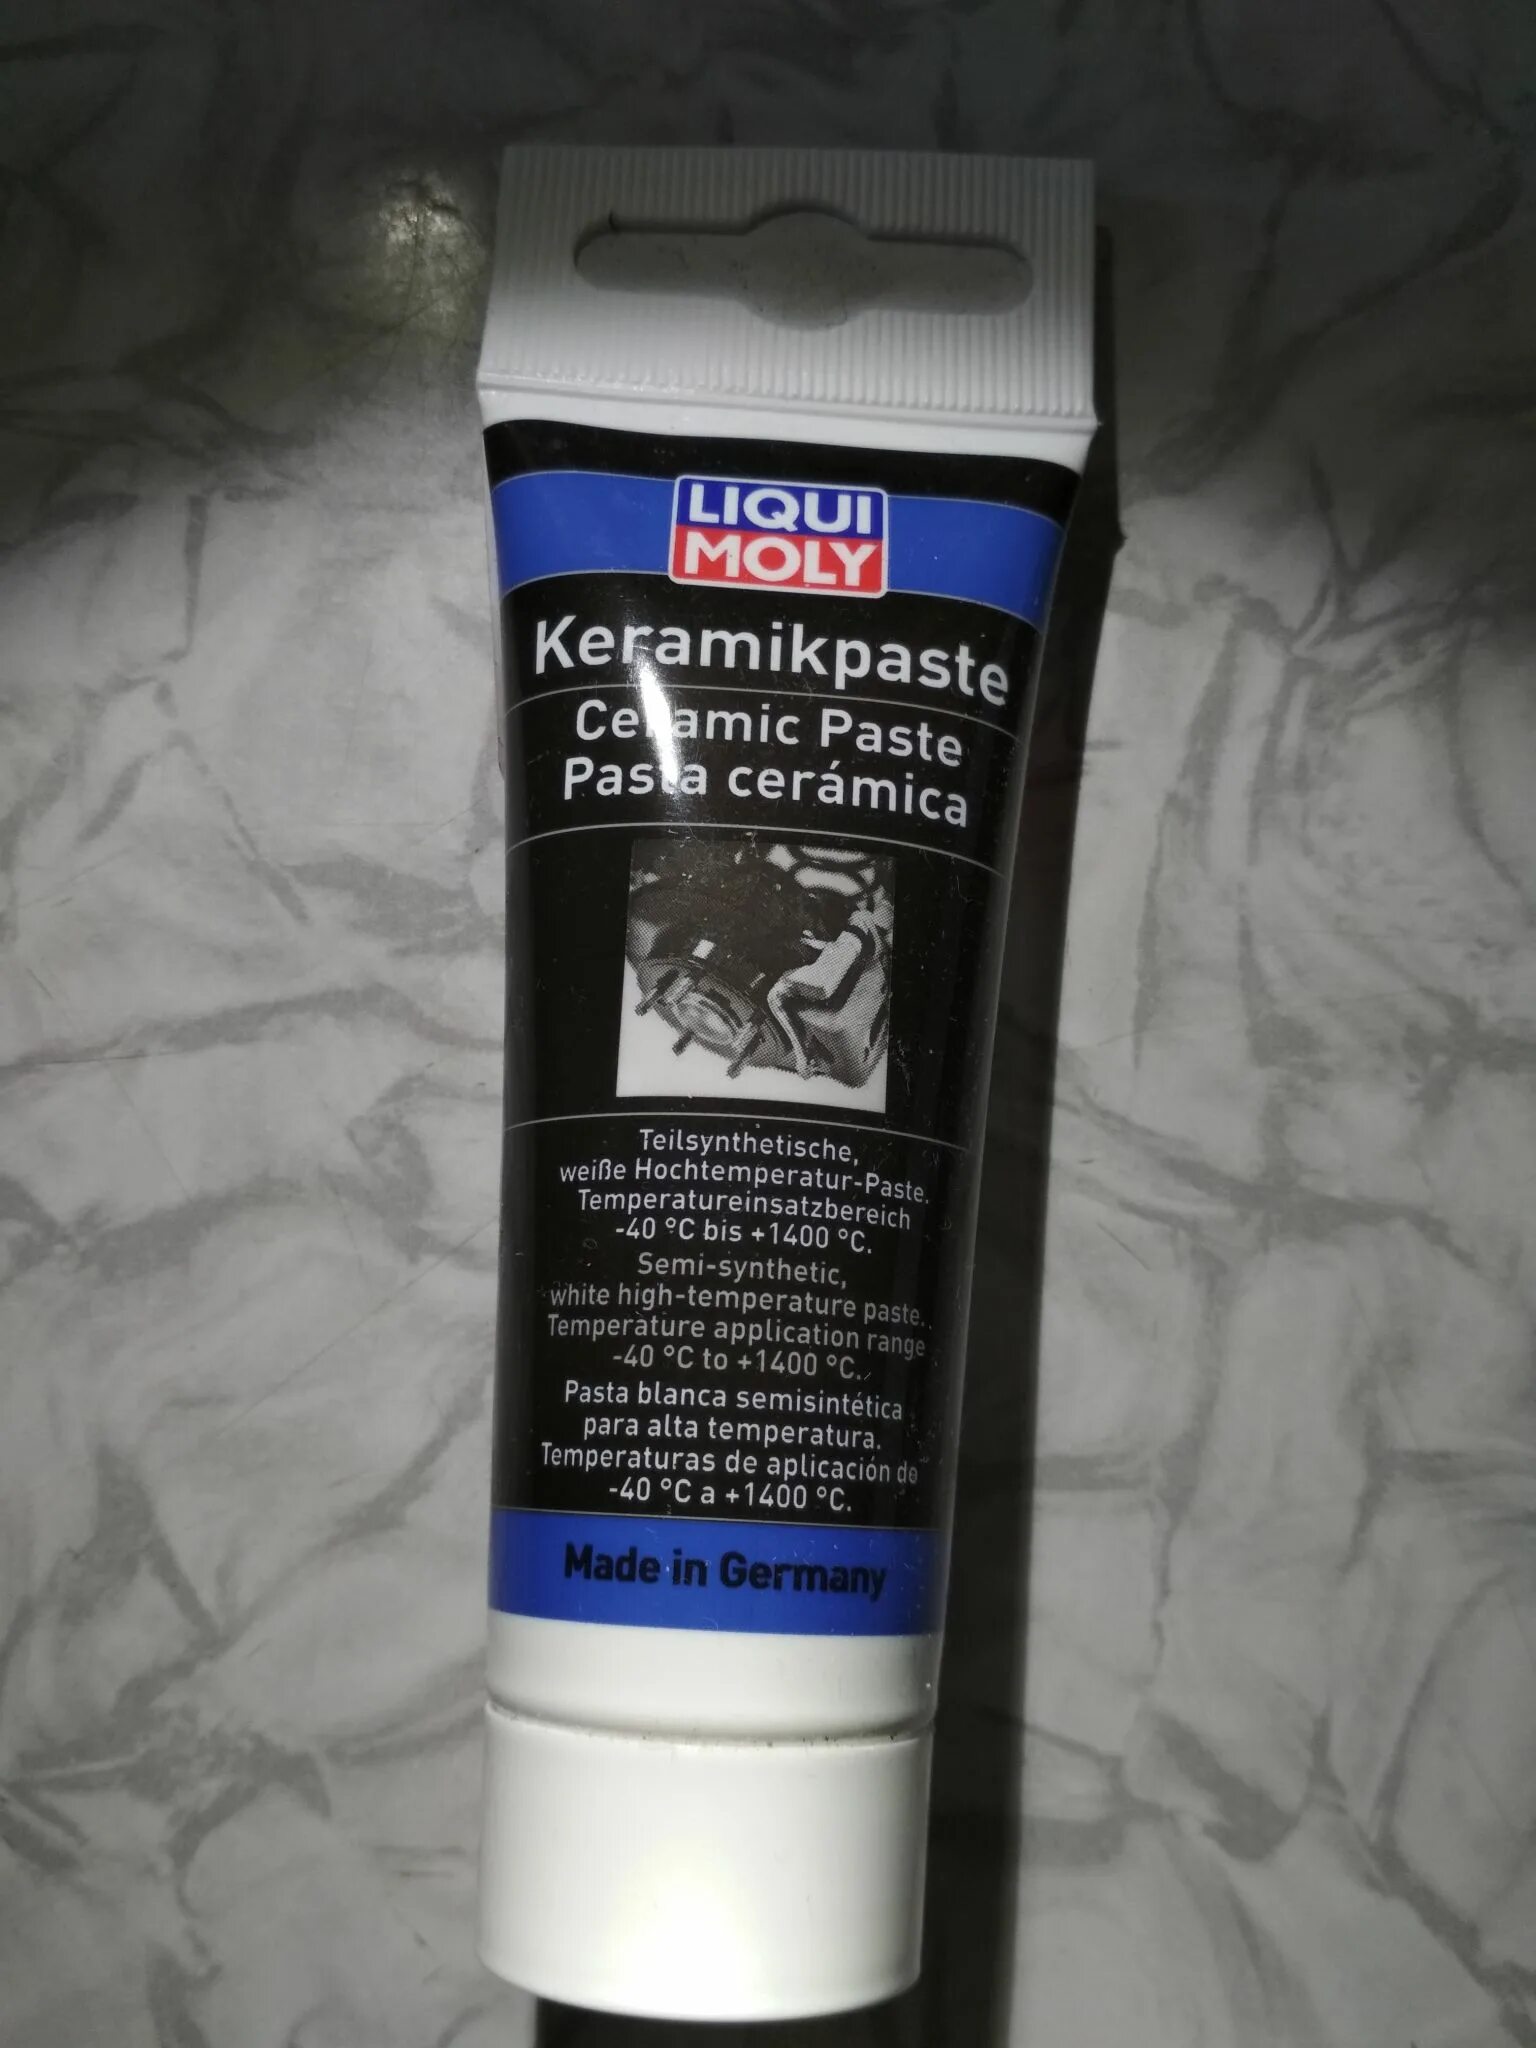 LIQUI
MOLY
Keramikpaste
Ceramic Paste
Pasta cerámica
Teilsynthetische,
weiße Hochtemperatur-Paste.
Temperatureinsatzbereich
-40 °C bis +1400 °C.
Semi-synthetic,
white high-temperature paste.
Temperature application range
-40 °C to +1400 °C.
Pasta blanca semisintética
para alta temperatura.
Temperaturas de aplicación de
-40 °C a +1400 °C.
Made in Germany